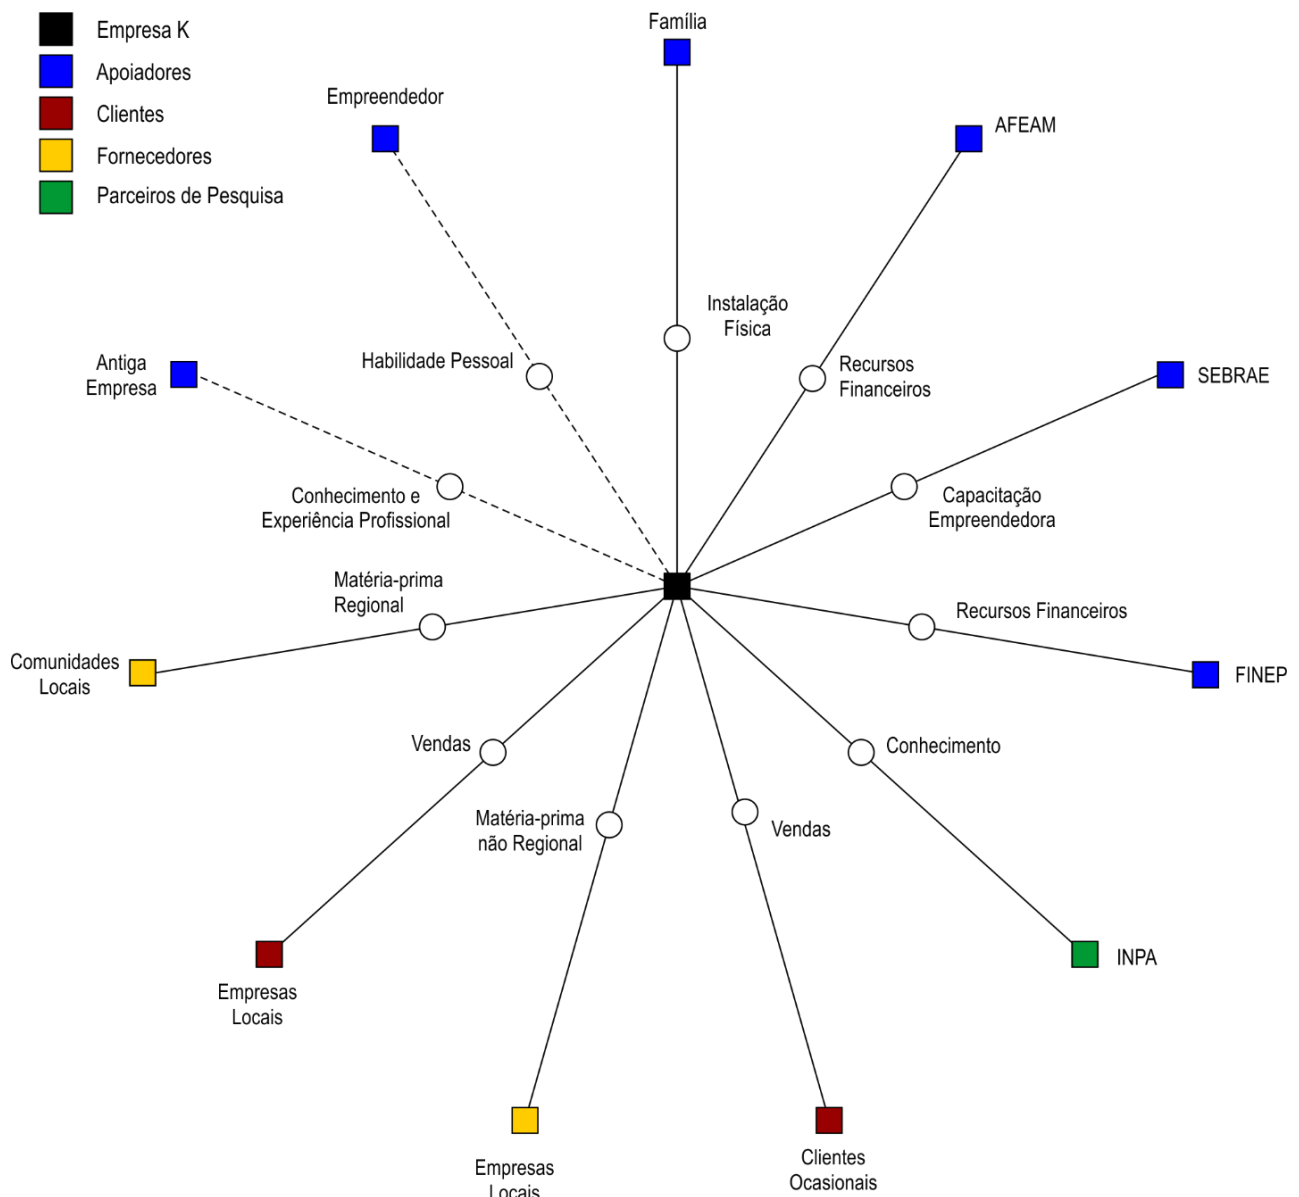 Empresa K
Apoiadores
Clientes
Fornecedores
Parceiros de Pesquisa
Família
Empreendedor
AFEAM
Instalação
Física
Habilidade Pessoal
Recursos
Financeiros
Antiga
Empresa
SEBRAE
Conhecimento e
Experiência Profissional
Capacitação
Empreendedora
Matéria-prima
Regional
Recursos Financeiros
Comunidades
Locais
FINEP
Vendas
Conhecimento
Matéria-prima
não Regional
Vendas
INPA
Empresas
Locais
Empresas
Locais
Clientes
Ocasionais